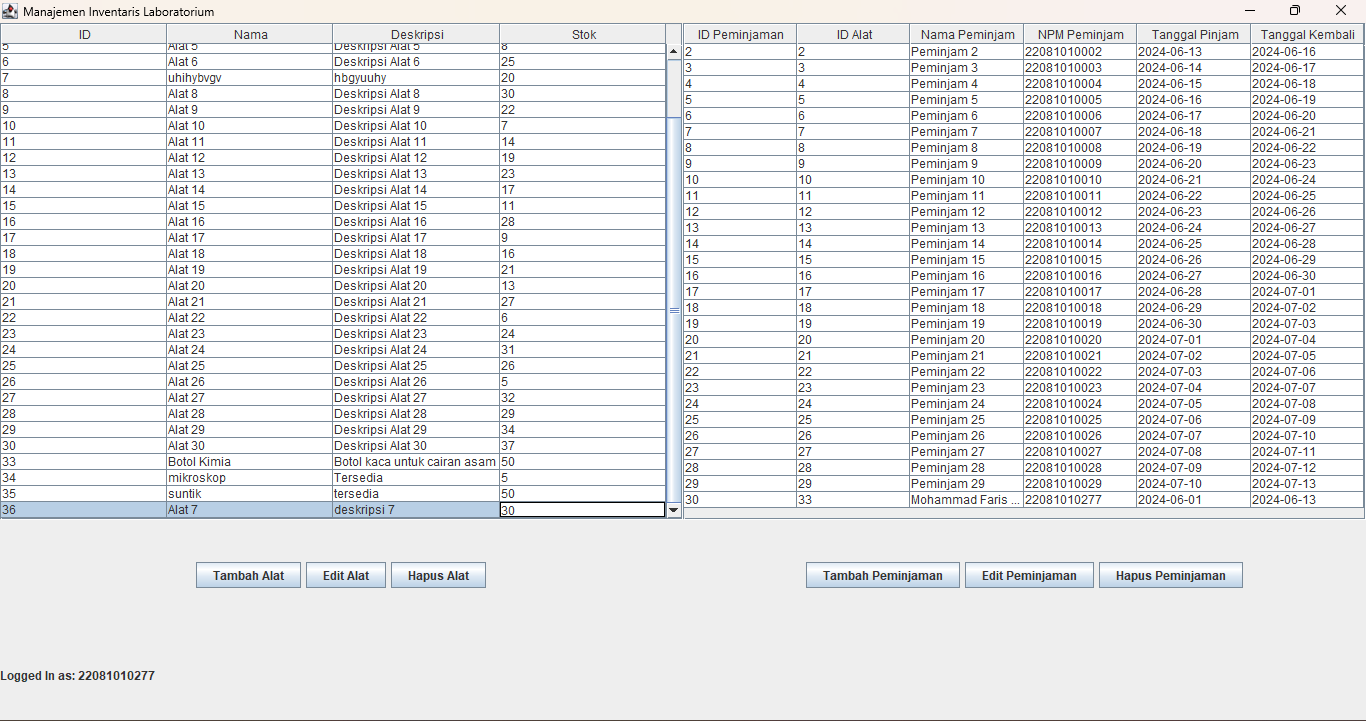 Manajemen Inventaris Laboratorium
ID Nama Deskripsi Stok
5 Alat 5 Deskripsi Alat 5 8
6 Alat 6 Deskripsi Alat 6 25
7 uhihybvgv hbgyuuhy 20
8 Alat 8 Deskripsi Alat 8 30
9 Alat 9 Deskripsi Alat 9 22
10 Alat 10 Deskripsi Alat 10 7
11 Alat 11 Deskripsi Alat 11 14
12 Alat 12 Deskripsi Alat 12 19
13 Alat 13 Deskripsi Alat 13 23
14 Alat 14 Deskripsi Alat 14 17
15 Alat 15 Deskripsi Alat 15 11
16 Alat 16 Deskripsi Alat 16 28
17 Alat 17 Deskripsi Alat 17 9
18 Alat 18 Deskripsi Alat 18 16
19 Alat 19 Deskripsi Alat 19 21
20 Alat 20 Deskripsi Alat 20 13
21 Alat 21 Deskripsi Alat 21 27
22 Alat 22 Deskripsi Alat 22 6
23 Alat 23 Deskripsi Alat 23 24
24 Alat 24 Deskripsi Alat 24 31
25 Alat 25 Deskripsi Alat 25 26
26 Alat 26 Deskripsi Alat 26 5
27 Alat 27 Deskripsi Alat 27 32
28 Alat 28 Deskripsi Alat 28 29
29 Alat 29 Deskripsi Alat 29 34
30 Alat 30 Deskripsi Alat 30 37
33 Botol Kimia Botol kaca untuk cairan asam 50
34 mikroskop Tersedia 5
35 suntik tersedia 50
36 Alat 7 deskripsi 7 30
Tambah Alat Edit Alat Hapus Alat
ID Peminjaman ID Alat Nama Peminjam NPM Peminjam Tanggal Pinjam Tanggal Kembali
2 2 Peminjam 2 22081010002 2024-06-13 2024-06-16
3 3 Peminjam 3 22081010003 2024-06-14 2024-06-17
4 4 Peminjam 4 22081010004 2024-06-15 2024-06-18
5 5 Peminjam 5 22081010005 2024-06-16 2024-06-19
6 6 Peminjam 6 22081010006 2024-06-17 2024-06-20
7 7 Peminjam 7 22081010007 2024-06-18 2024-06-21
8 8 Peminjam 8 22081010008 2024-06-19 2024-06-22
9 9 Peminjam 9 22081010009 2024-06-20 2024-06-23
10 10 Peminjam 10 22081010010 2024-06-21 2024-06-24
11 11 Peminjam 11 22081010011 2024-06-22 2024-06-25
12 12 Peminjam 12 22081010012 2024-06-23 2024-06-26
13 13 Peminjam 13 22081010013 2024-06-24 2024-06-27
14 14 Peminjam 14 22081010014 2024-06-25 2024-06-28
15 15 Peminjam 15 22081010015 2024-06-26 2024-06-29
16 16 Peminjam 16 22081010016 2024-06-27 2024-06-30
17 17 Peminjam 17 22081010017 2024-06-28 2024-07-01
18 18 Peminjam 18 22081010018 2024-06-29 2024-07-02
19 19 Peminjam 19 22081010019 2024-06-30 2024-07-03
20 20 Peminjam 20 22081010020 2024-07-01 2024-07-04
21 21 Peminjam 21 22081010021 2024-07-02 2024-07-05
22 22 Peminjam 22 22081010022 2024-07-03 2024-07-06
23 23 Peminjam 23 22081010023 2024-07-04 2024-07-07
24 24 Peminjam 24 22081010024 2024-07-05 2024-07-08
25 25 Peminjam 25 22081010025 2024-07-06 2024-07-09
26 26 Peminjam 26 22081010026 2024-07-07 2024-07-10
27 27 Peminjam 27 22081010027 2024-07-08 2024-07-11
28 28 Peminjam 28 22081010028 2024-07-09 2024-07-12
29 29 Peminjam 29 22081010029 2024-07-10 2024-07-13
30 33 Mohammad Faris ... 22081010277 2024-06-01 2024-06-13
Tambah Peminjaman Edit Peminjaman Hapus Peminjaman
Logged In as: 22081010277